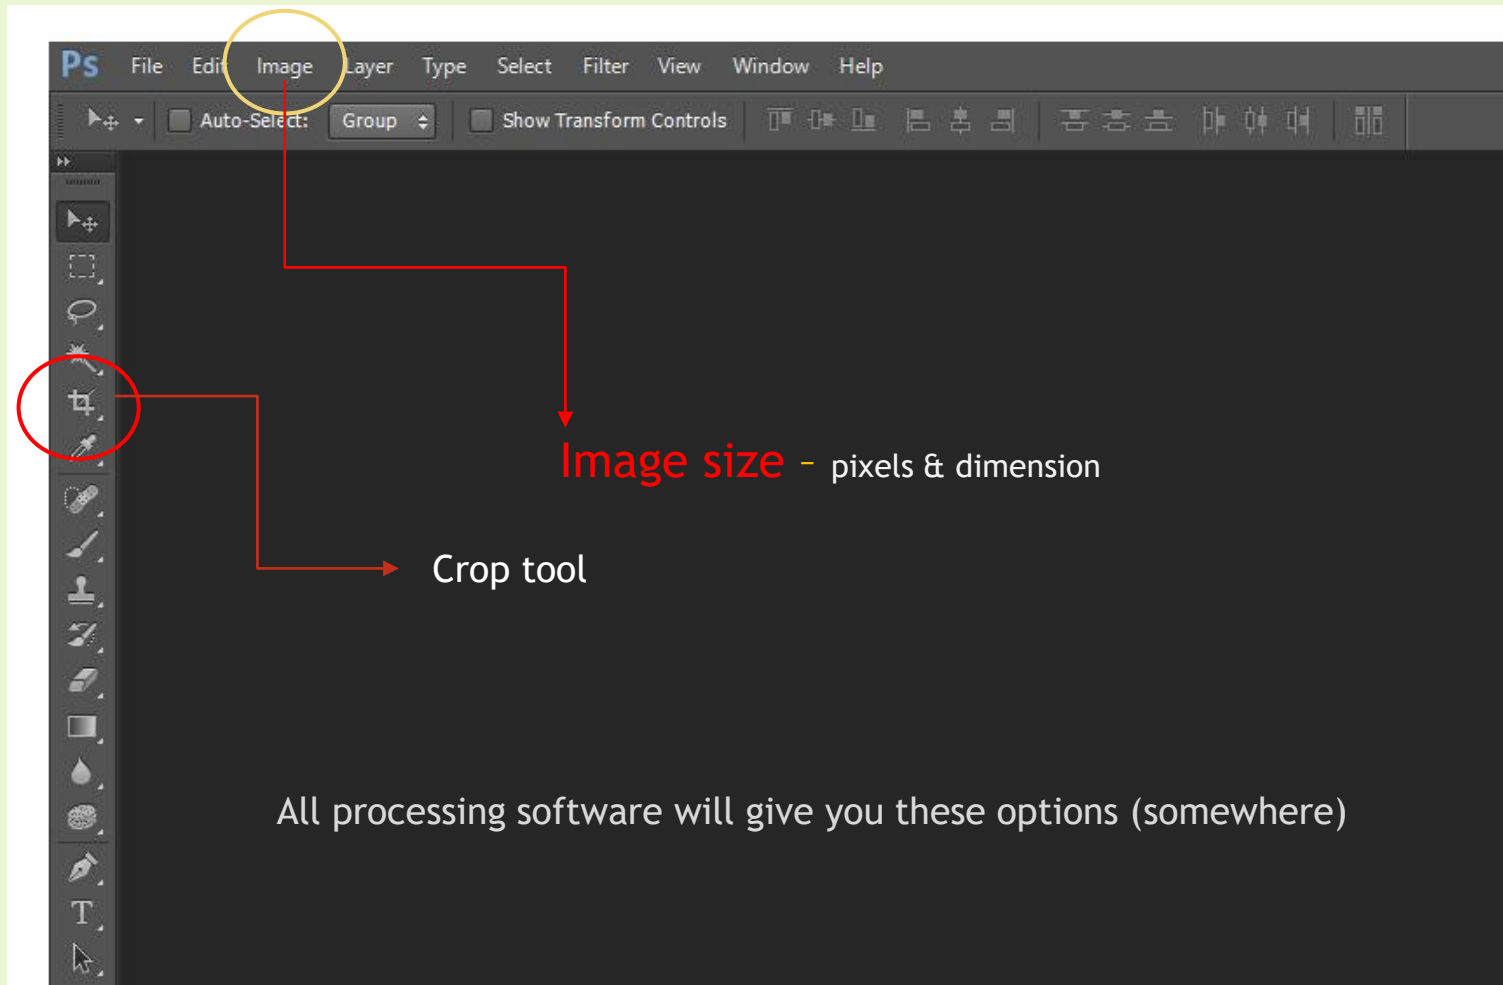 Ps File Edit Image Layer Type Select Filter View Window Help
Auto-Select: Group Show Transform Controls
Image size – pixels & dimension
Crop tool
All processing software will give you these options (somewhere)
T